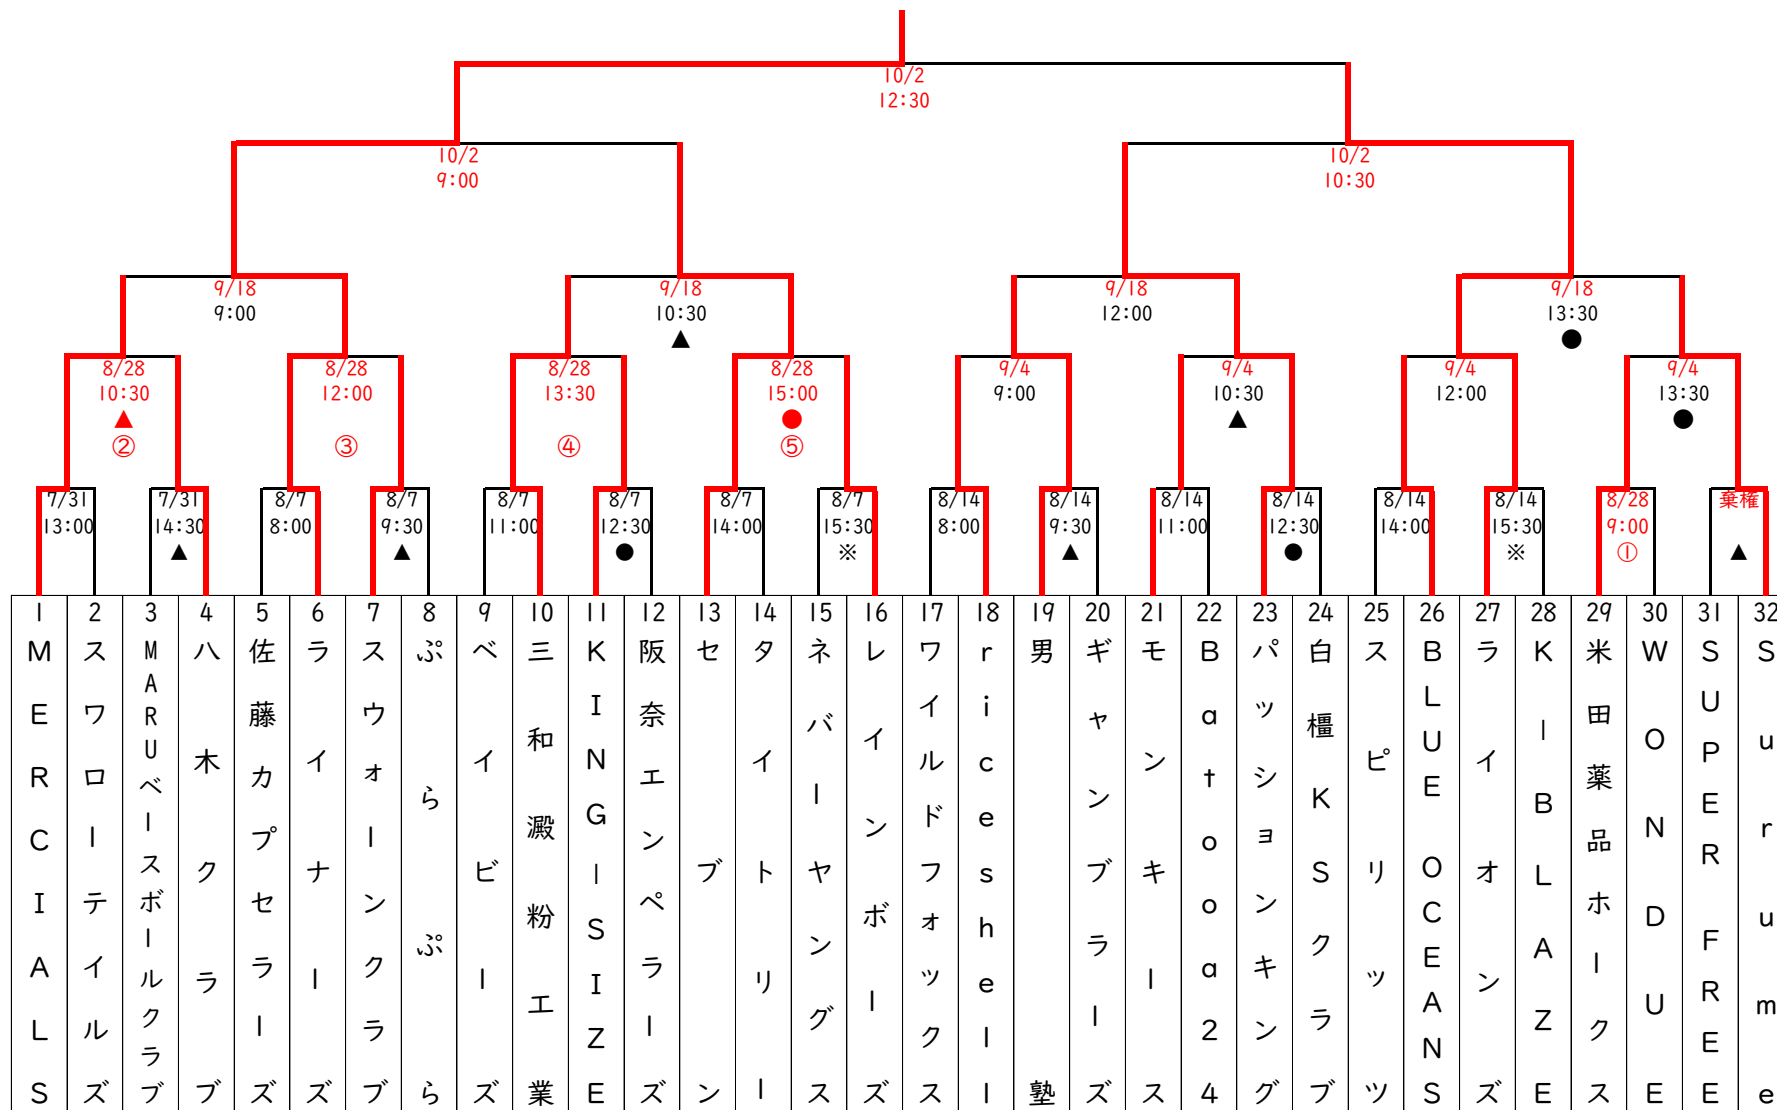 10/2
12:30
10/2
9:00
10/2
10:30
9/18
9:00
9/18
10:30
▲
9/18
12:00
9/18
13:30
●
8/28
10:30
▲
②
8/28
12:00
③
8/28
13:30
④
8/28
15:00
●
⑤
9/4
9:00
9/4
10:30
▲
9/4
12:00
9/4
13:30
●
7/31
13:00
7/31
14:30
▲
8/7
8:00
8/7
9:30
▲
8/7
11:00
8/7
12:30
●
8/7
14:00
8/7
15:30
※
8/14
8:00
8/14
9:30
▲
8/14
11:00
8/14
12:30
●
8/14
14:00
8/14
15:30
※
8/28
9:00
①
棄権
▲
1 MERCIALS
2 スワローテイルズ
3 MARUベースボールクラブ
4 ハ木クラブ
5 佐藤カプセラーズ
6 ライナーズ
7 スウォーンクラブ
8 ぷらぷら
9 ベイビーズ
10 三和澱粉工業
11 KING-SIZE
12 阪奈エンペラーズ
13 セブン
14 タイトリー
15 ネバーヤングス
16 レインボーズ
17 ワイルドフォックス
18 riceshell
19 男塾
20 ギャンブラーズ
21 モンキース
22 Batooa24
23 パッションキング
24 白橿KSクラブ
25 スピリッツ
26 BLUE OCEANS
27 ライオンズ
28 K-BLAZE
29 米田薬品ホークス
30 WONDUE
31 SUPER FREE
32 Surume